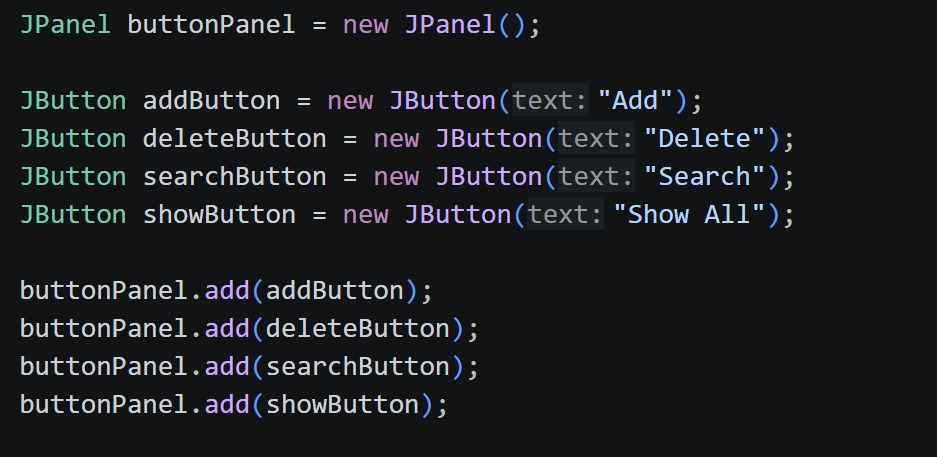 JPanel buttonPanel = new JPanel();
JButton addButton = new JButton(text: "Add");
JButton deleteButton = new JButton(text: "Delete");
JButton searchButton = new JButton(text: "Search");
JButton showButton = new JButton(text: "Show All");
buttonPanel.add(addButton);
buttonPanel.add(deleteButton);
buttonPanel.add(searchButton);
buttonPanel.add(showButton);